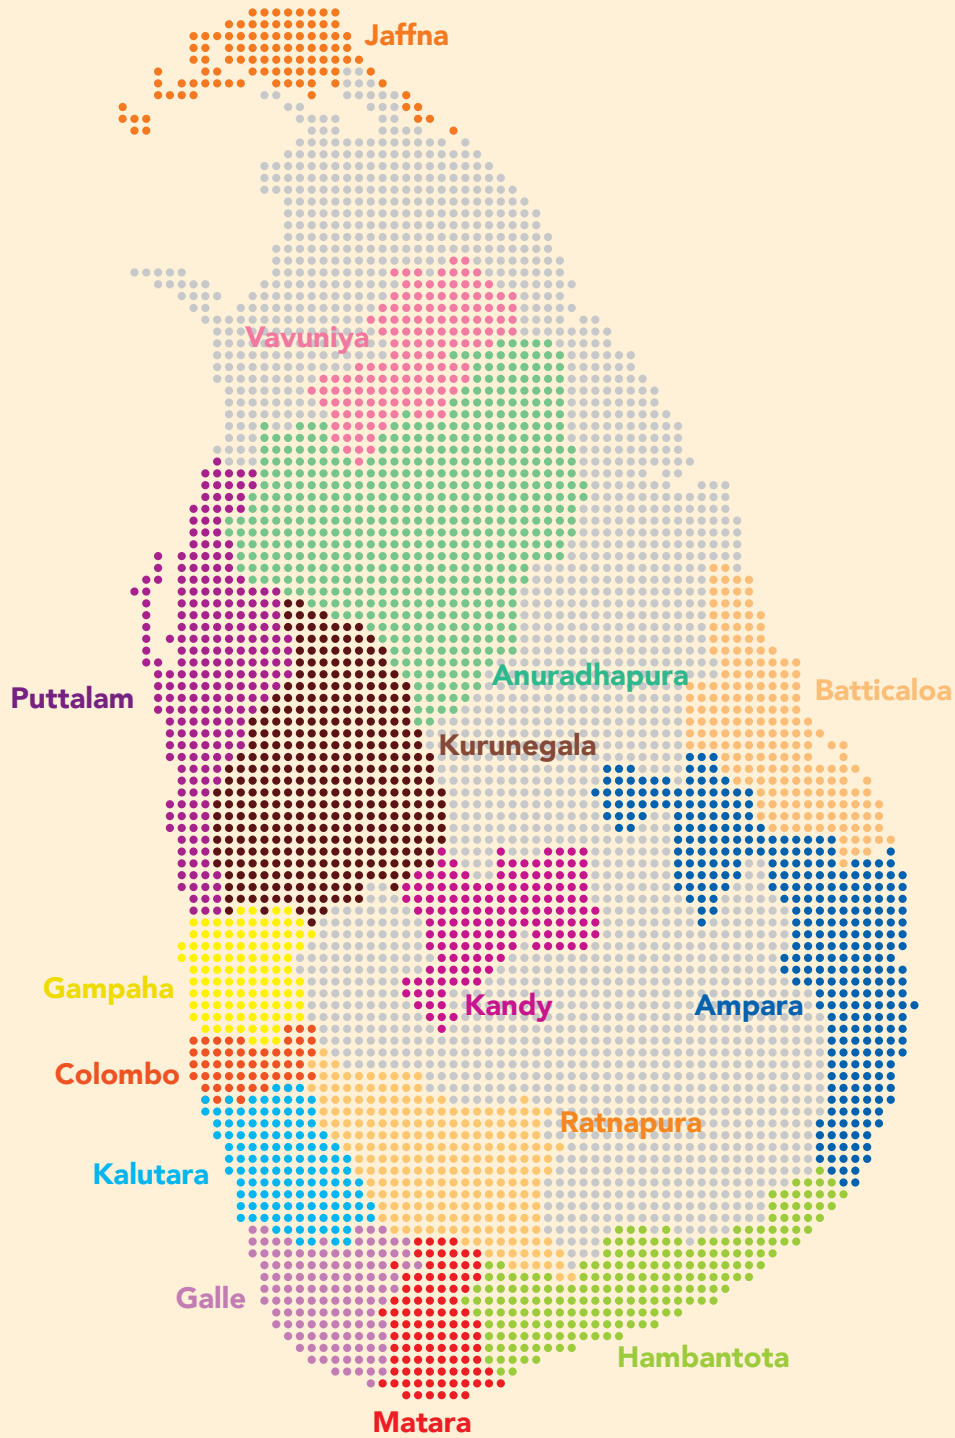 Jaffna
Vavuniya
Anuradhapura
Puttalam
Batticaloa
Kurunegala
Gampaha
Kandy
Ampara
Colombo
Ratnapura
Kalutara
Galle
Hambantota
Matara